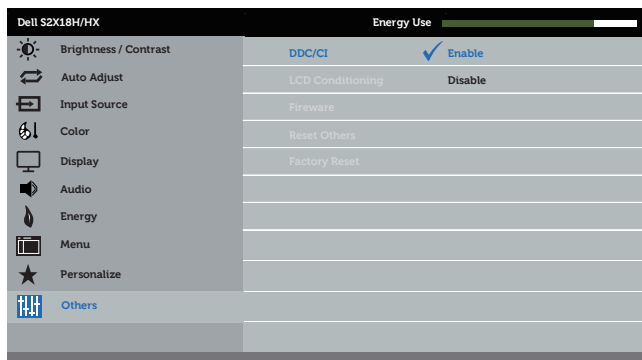 Dell S2X18H/HX Energy Use
Brightness / Contrast
Auto Adjust
Input Source
Color
Display
Audio
Energy
Menu
Personalize
Others
DDC/CI Enable
LCD Conditioning Disable
Fireware
Reset Others
Factory Reset